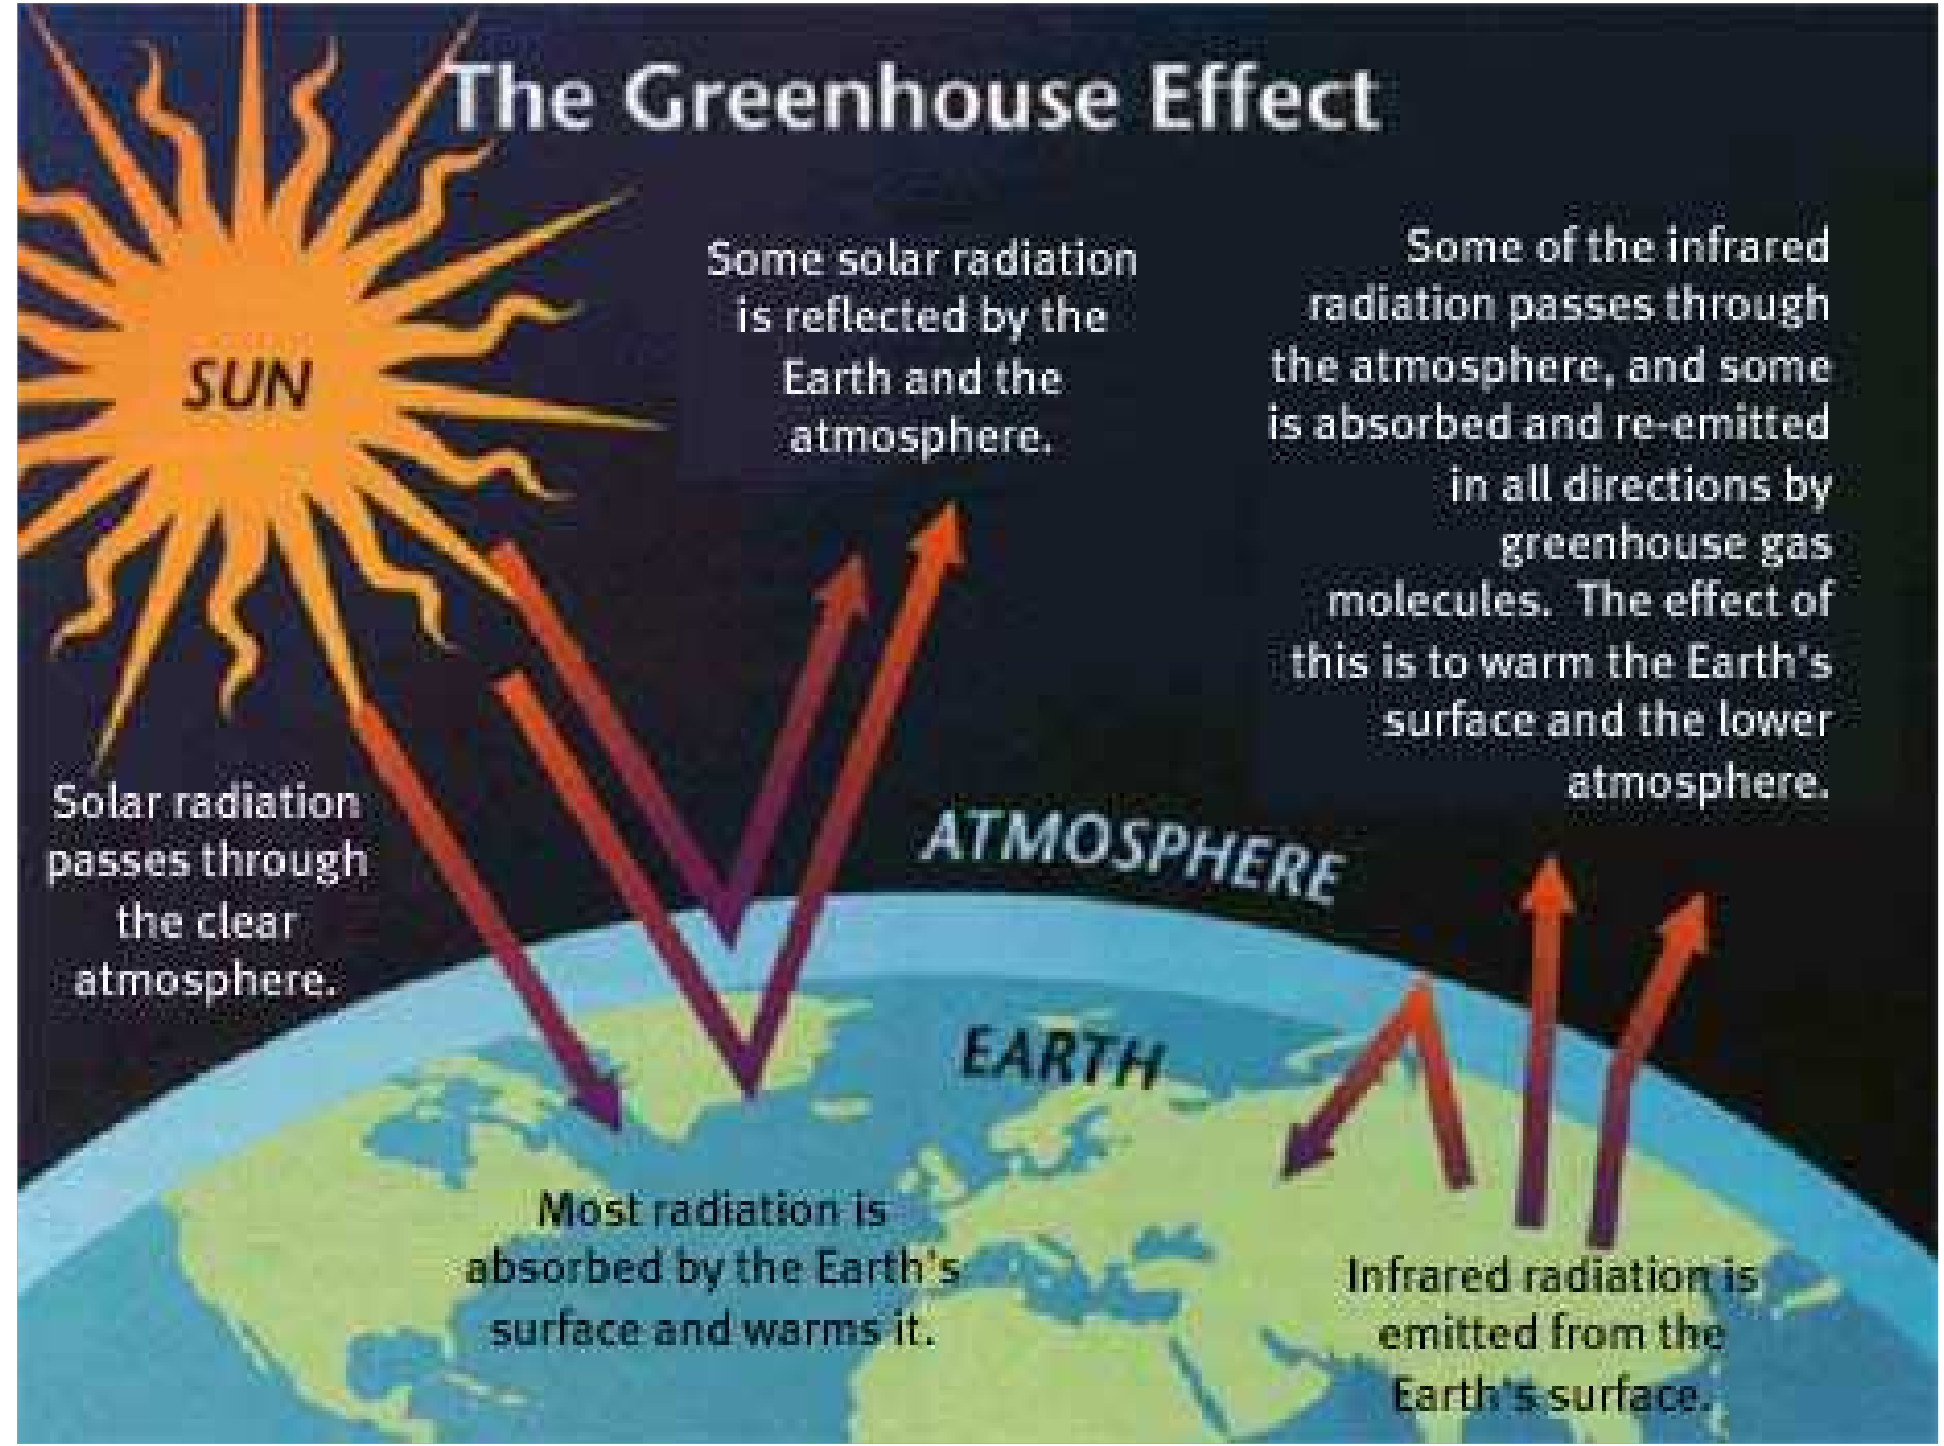 The Greenhouse Effect
SUN
Some solar radiation
is reflected by the
Earth and the
atmosphere.
Some of the infrared
radiation passes through
the atmosphere, and some
is absorbed and re-emitted
in all directions by
greenhouse gas
molecules. The effect of
this is to warm the Earth's
surface and the lower
atmosphere.
Solar radiation
passes through
the clear
atmosphere.
ATMOSPHERE
EARTH
Most radiation is
absorbed by the Earth's
surface and warms it.
Infrared radiation is
emitted from the
Earth's surface.